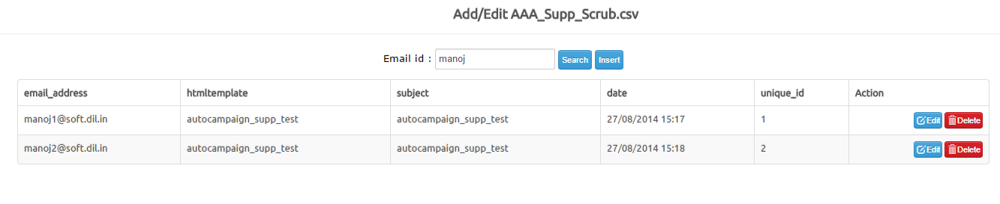 Add/Edit AAA_Supp_Scrub.csv
Email id : manoj Search Insert
email_address htmltemplate subject date unique_id Action
manoj1@soft.dil.in autocampaign_supp_test autocampaign_supp_test 27/08/2014 15:17 1 Edit Delete
manoj2@soft.dil.in autocampaign_supp_test autocampaign_supp_test 27/08/2014 15:18 2 Edit Delete